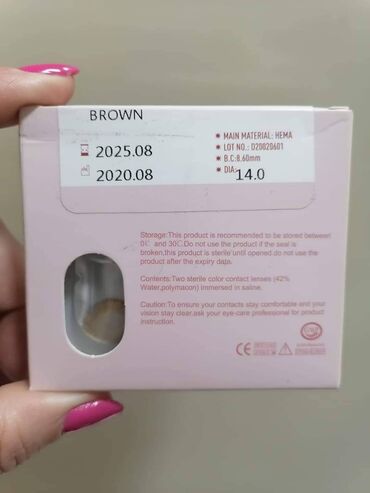 BROWN
MAIN MATERIAL: HEMA
2025.08
LOT NO.: D20020601
B.C:8.60mm
2020.08
DIA:14.0
Storage:This product is recommended to be stored between
0℃ and 30℃.Do not use the product if the seal is
broken,this product is sterile'until opened.do not use the
product after the expiry data.
Contents:Two sterile color contact lenses (42%
Water,polymacon) immersed in saline.
Caution:To ensure your contacts stay comfortable and your
vision stay clear,ask your eye-care professional for product
instruction.
CE